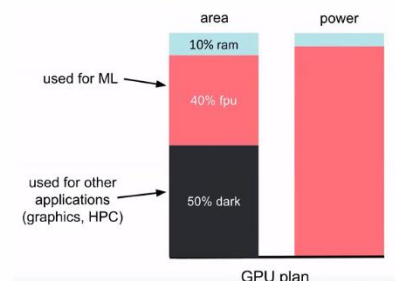 area
power
10% ram
used for ML
40% fpu
used for other
applications
(graphics, HPC)
50% dark
GPU plan